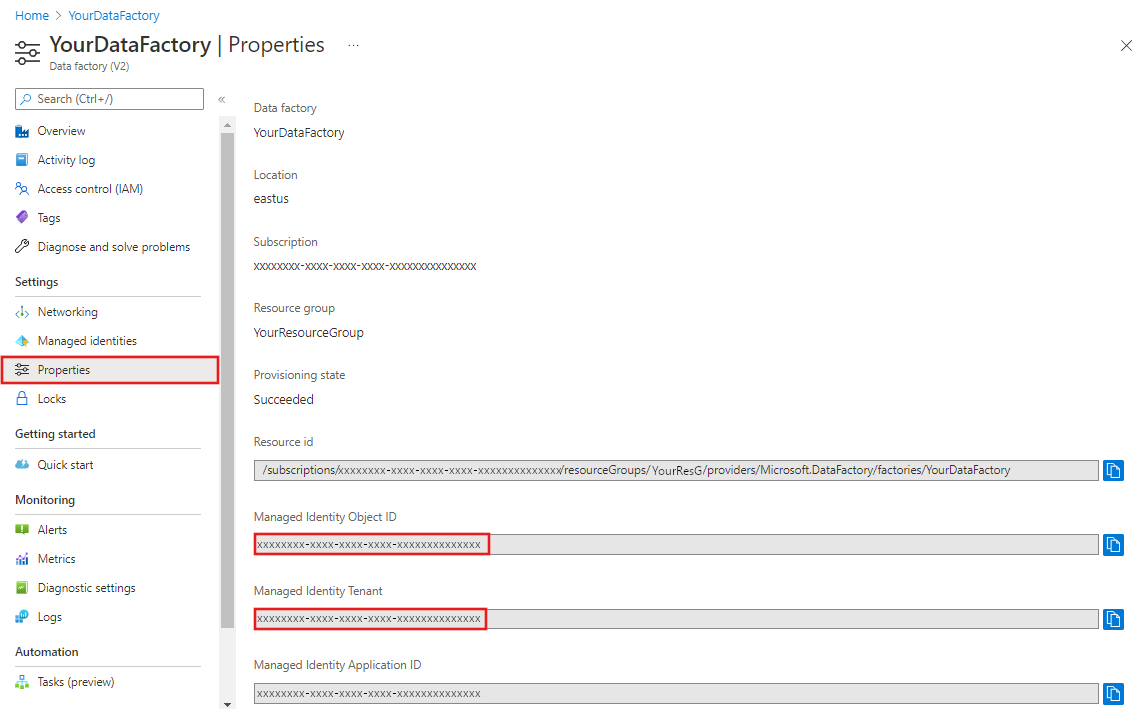 Home > YourDataFactory
YourDataFactory | Properties ...
Data factory (V2)
Search (Ctrl+/)
«
Overview
Activity log
Access control (IAM)
Tags
Diagnose and solve problems
Settings
Networking
Managed identities
Properties
Locks
Getting started
Quick start
Monitoring
Alerts
Metrics
Diagnostic settings
Logs
Automation
Tasks (preview)
Data factory
YourDataFactory
Location
eastus
Subscription
xxxxxxxx-xxxx-xxxx-xxxx-xxxxxxxxxxxxxxx
Resource group
YourResourceGroup
Provisioning state
Succeeded
Resource id
/subscriptions/xxxxxxxx-xxxx-xxxx-xxxx-xxxxxxxxxxxxxx/resourceGroups/YourResG/providers/Microsoft.DataFactory/factories/YourDataFactory
Managed Identity Object ID
xxxxxxxx-xxxx-xxxx-xxxx-xxxxxxxxxxxxxx
Managed Identity Tenant
xxxxxxxx-xxxx-xxxx-xxxx-xxxxxxxxxxxxxx
Managed Identity Application ID
xxxxxxxx-xxxx-xxxx-xxxx-xxxxxxxxxxxxxx